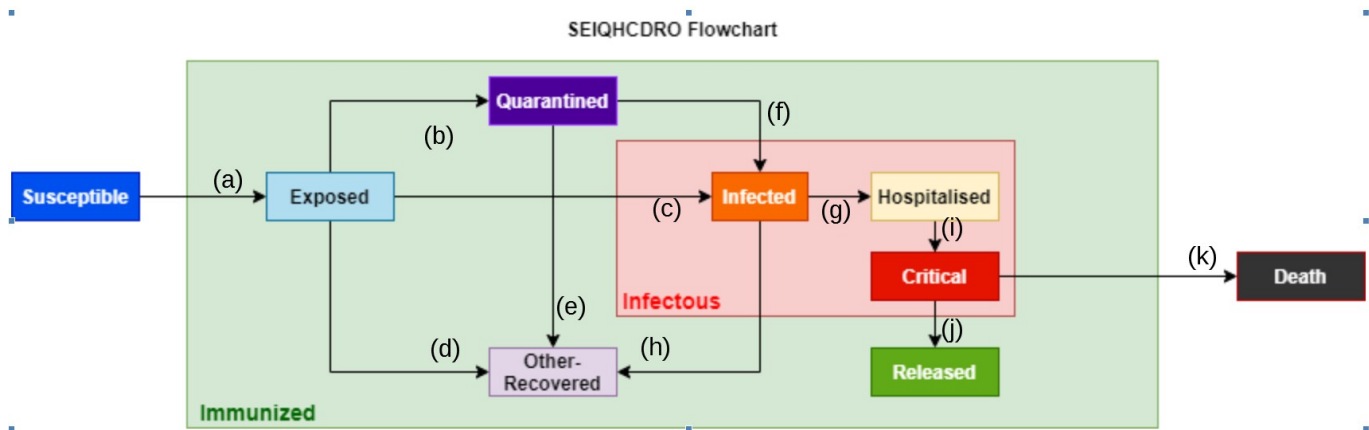 SEIQHCDRO Flowchart
Quarantined
(f)
(b)
Susceptible
(a)
Exposed
(c)
Infected
(g)
Hospitalised
(i)
Critical
(k)
Death
Infectous
(e)
(d)
Other-
Recovered
(h)
(j)
Released
Immunized